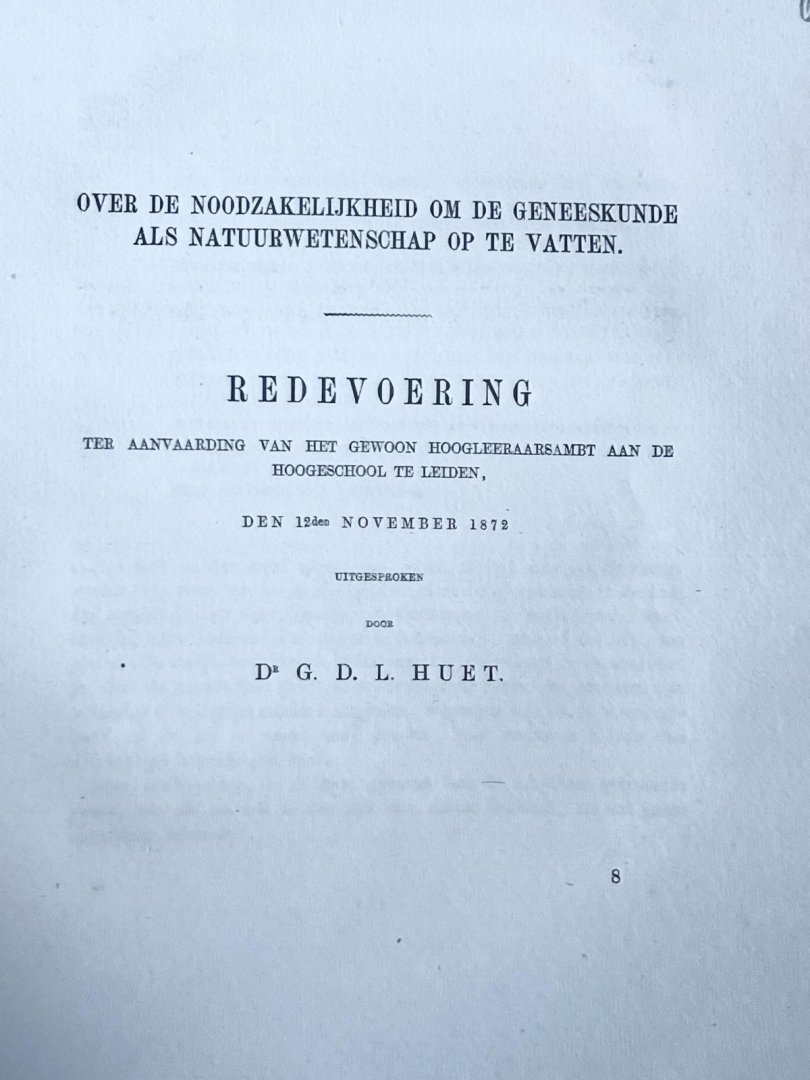 OVER DE NOODZAKELIJKHEID OM DE GENEESKUNDE
ALS NATUURWETENSCHAP OP TE VATTEN.
REDEVOERING
TER AANVAARDING VAN HET GEWOON HOOGLEERAARSAMBT AAN DE
HOOGESCHOOL TE LEIDEN,
DEN 12den NOVEMBER 1872
UITGESPROKEN
DOOR
DR G. D. L. HUET.
8